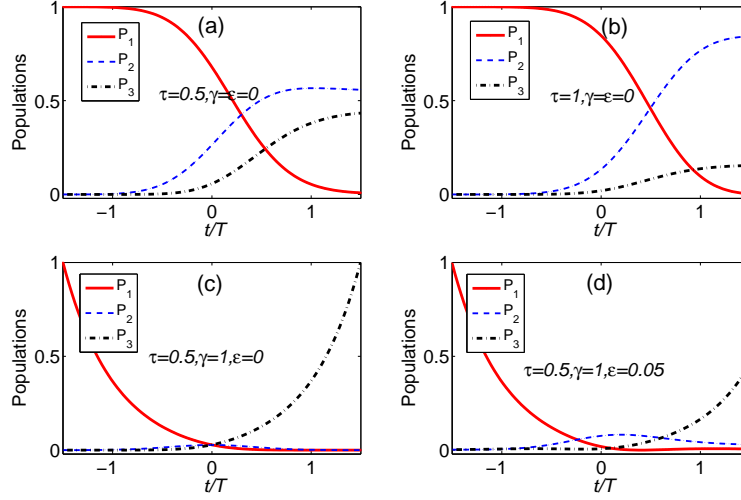 (a)
1
0.5
0
Populations
P1
P2
P3
τ=0.5,γ=ε=0
−1
0
1
t/T
(b)
1
0.5
0
Populations
P1
P2
P3
τ=1,γ=ε=0
−1
0
1
t/T
(c)
1
0.5
0
Populations
P1
P2
P3
τ=0.5,γ=1,ε=0
−1
0
1
t/T
(d)
1
0.5
0
Populations
P1
P2
P3
τ=0.5,γ=1,ε=0.05
−1
0
1
t/T